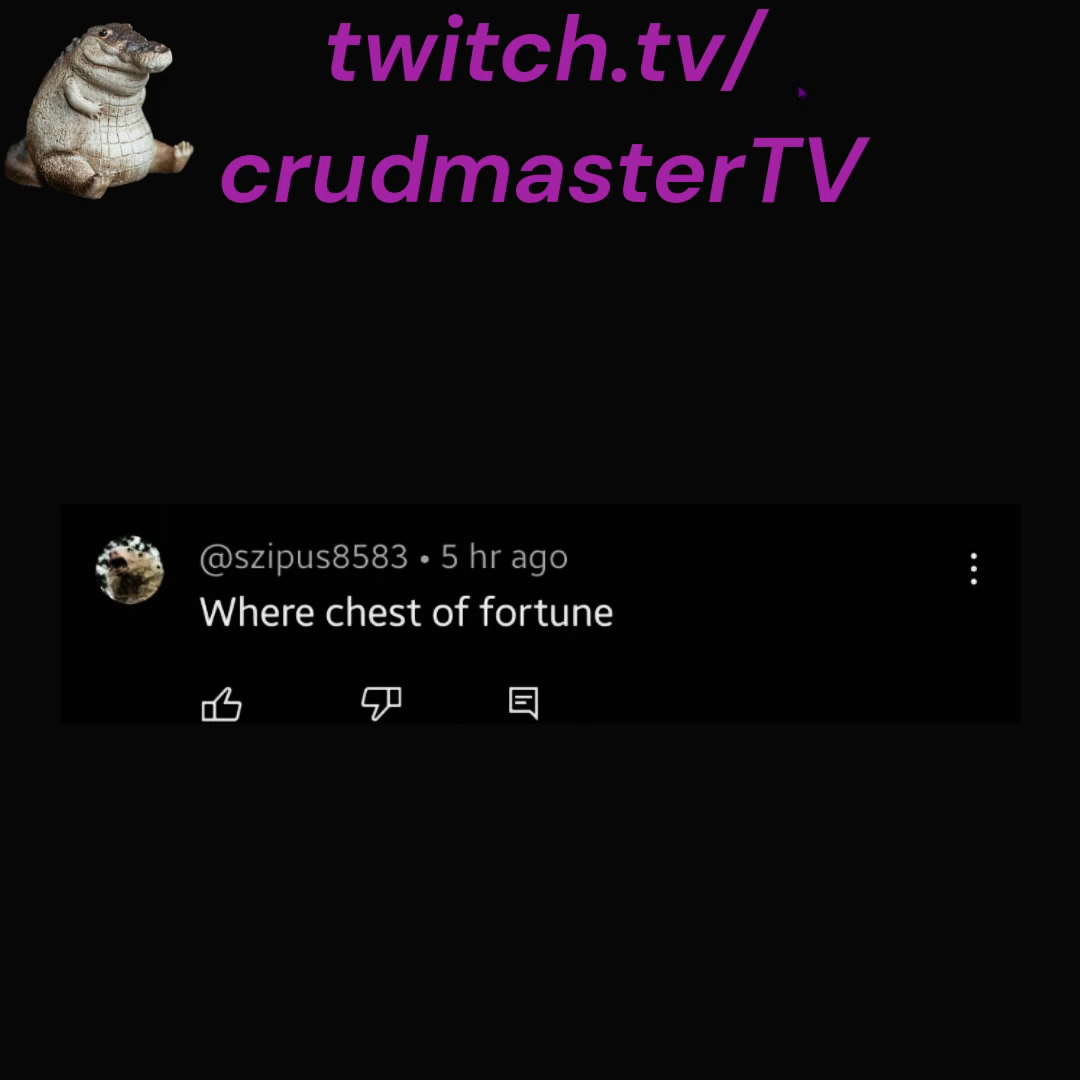 twitch.tv/
crudmasterTV
@szipus8583 • 5 hr ago
Where chest of fortune